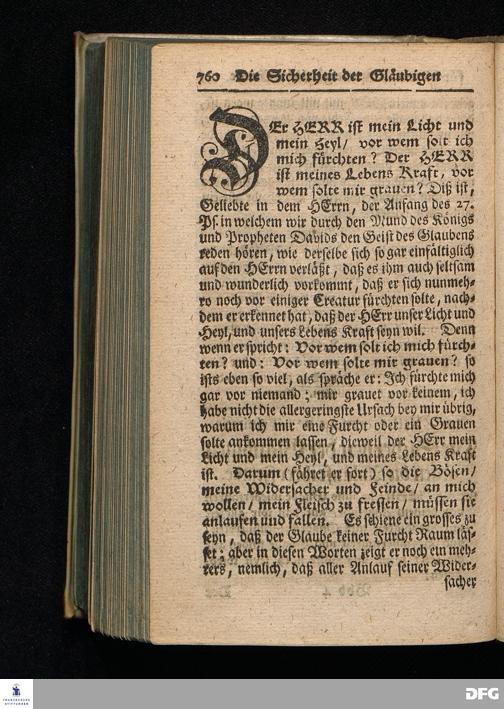 760 Die Sicherheit der Gläubigen
DEr HERR ist mein Licht und
mein Heyl/ vor wem solt ich
mich fürchten? Der HERR
ist meines Lebens Kraft, vor
wem solte mir grauen? Diß ist,
Geliebte in dem HErrn, der Anfang des 27.
Ps. in welchem wir durch den Mund des Königs
und Propheten Davids den Geist des Glaubens
reden hören, wie derselbe sich so gar einfältiglich
auf den HErrn verläßt, daß es ihm auch seltsam
und wunderlich vorkommt, daß er sich nunmeh-
ro noch vor einiger Creatur fürchten solte, nach-
dem er erkennet hat, daß der HErr unser Licht und
Heyl, und unsers Lebens Kraft seyn wil. Denn
wenn er spricht: Vor wem solt ich mich fürch-
ten? und: Vor wem solte mir grauen? so
ists eben so viel, als spräche er: Ich fürchte mich
gar vor niemand; mir grauet vor keinem, ich
habe nicht die allergeringste Ursach bey mir übrig,
warum ich mir eine Furcht oder ein Grauen
solte ankommen lassen, dieweil der HErr mein
Licht und mein Heyl, und meines Lebens Kraft
ist. Darum (fähret er fort) so die Bösen/
meine Widersacher und Feinde/ an mich
wollen/ mein Fleisch zu fressen/ müssen sie
anlaufen und fallen. Es schiene ein grosses zu
seyn, daß der Glaube keiner Furcht Raum läs-
set; aber in diesen Worten zeigt er noch ein meh-
rers, nemlich, daß aller Anlauf seiner Wider-
sacher
FRANCKESCHE
STIFTUNGEN
DFG